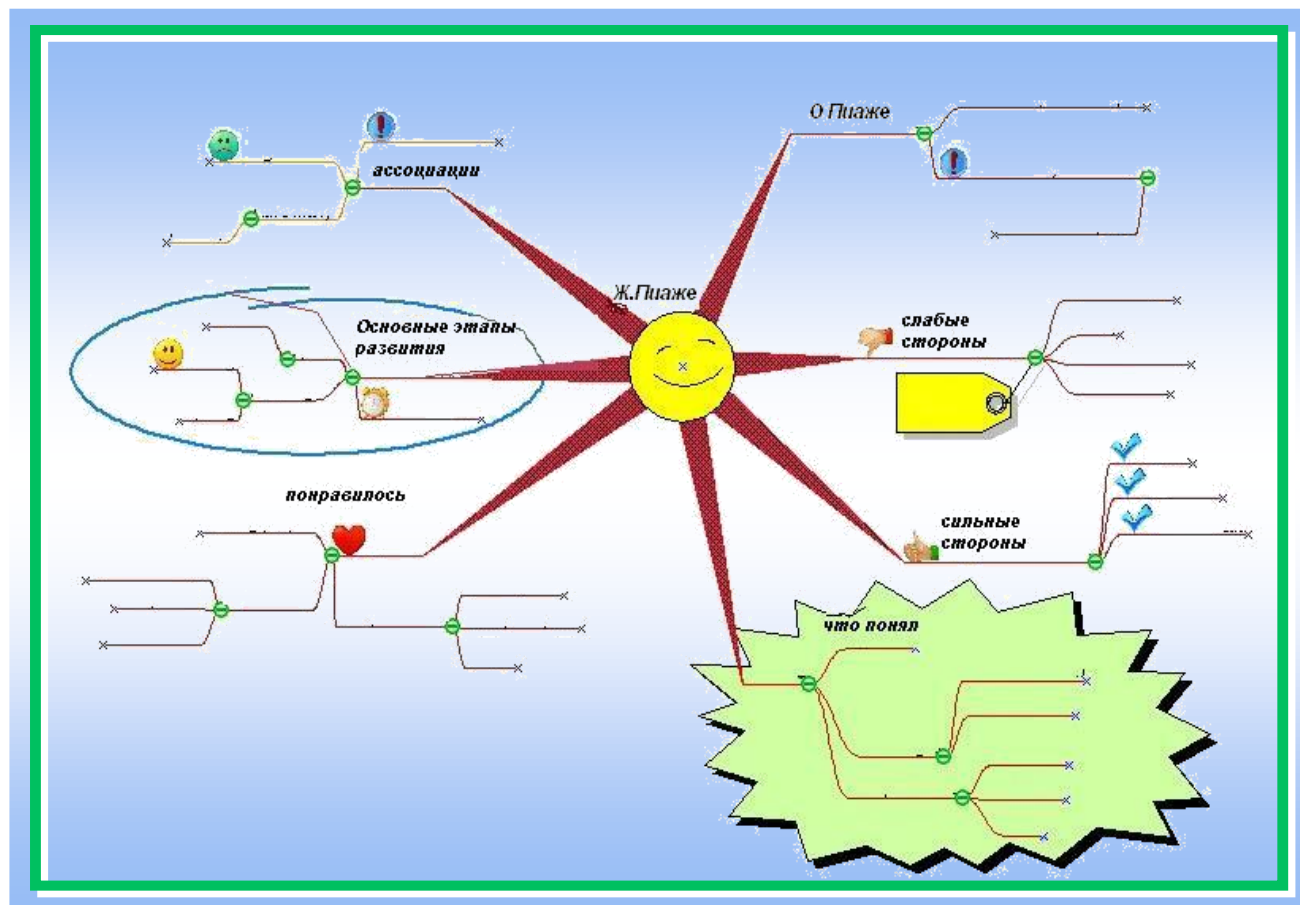 О Пиаже
ассоциации
Ж.Пиаже
слабые
стороны
Основные этапы
развития
понравилось
сильные
стороны
что понял